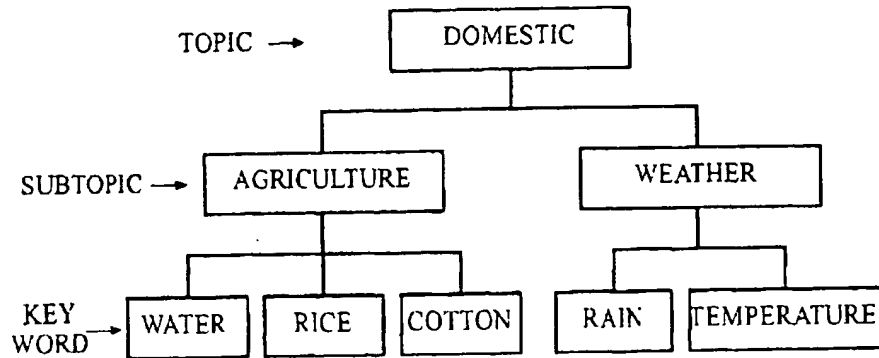 TOPIC → DOMESTIC
SUBTOPIC → AGRICULTURE WEATHER
KEY
WORD → WATER RICE COTTON RAIN TEMPERATURE